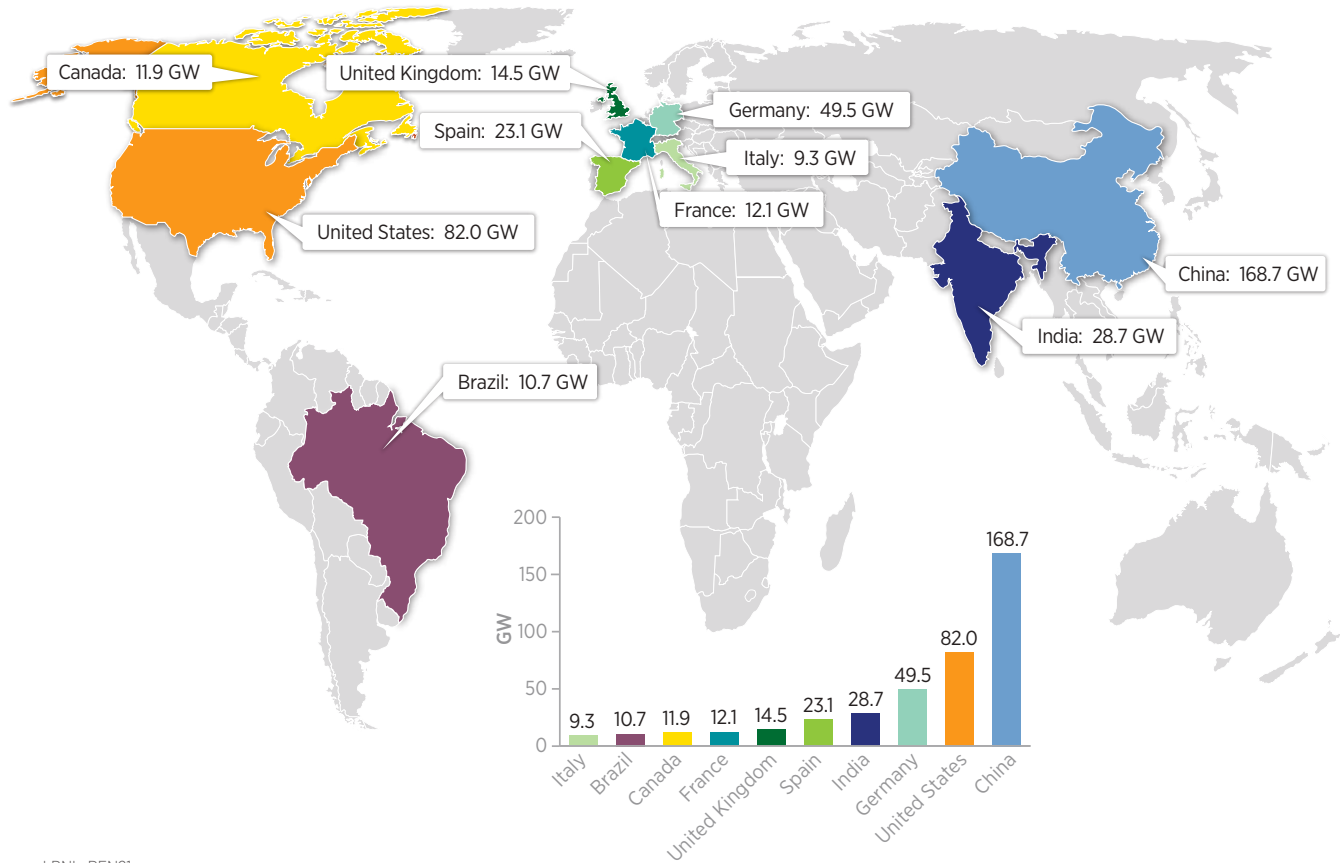 Canada: 11.9 GW
United Kingdom: 14.5 GW
Germany: 49.5 GW
Spain: 23.1 GW
Italy: 9.3 GW
France: 12.1 GW
United States: 82.0 GW
China: 168.7 GW
India: 28.7 GW
Brazil: 10.7 GW
GW
200
150
100
50
0
9.3
10.7
11.9
12.1
14.5
23.1
28.7
49.5
82.0
168.7
Italy
Brazil
Canada
France
United Kingdom
Spain
India
Germany
United States
China